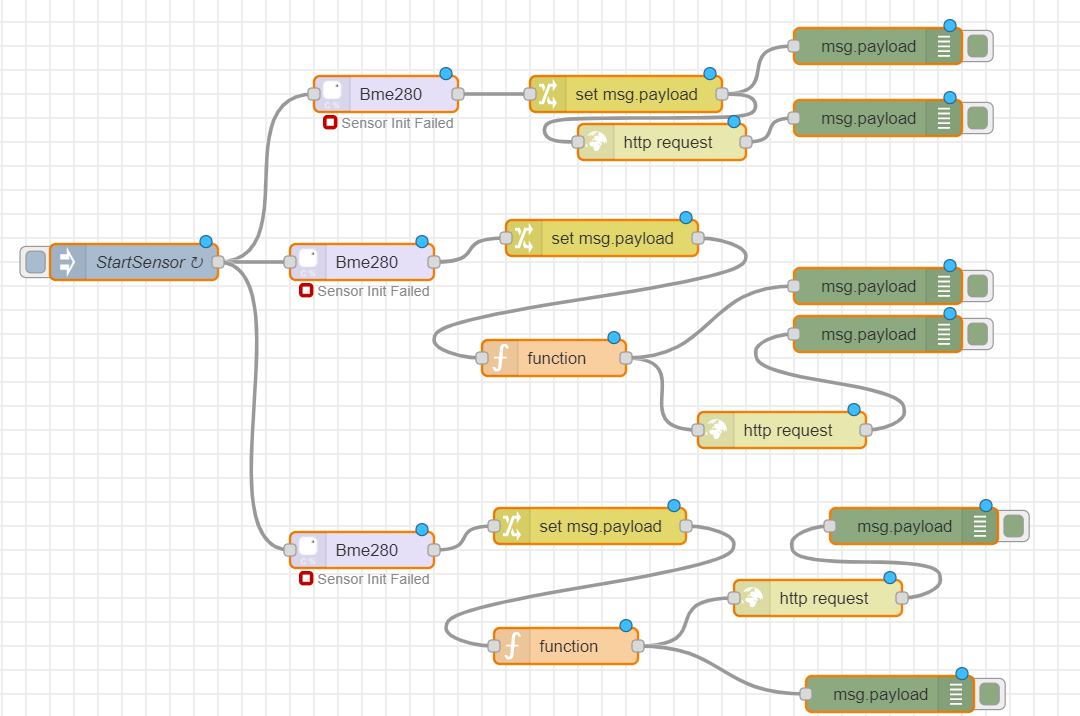 msg.payload
Bme280
set msg.payload
Sensor Init Failed
msg.payload
http request
set msg.payload
StartSensor ↻
Bme280
Sensor Init Failed
msg.payload
msg.payload
function
http request
set msg.payload
msg.payload
Bme280
Sensor Init Failed
http request
function
msg.payload